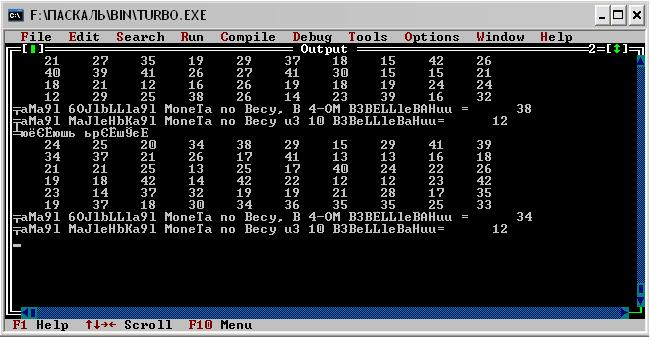 F:\ПАСКАЛЬ\BIN\TURBO.EXE
File Edit Search Run Compile Debug Tools Options Window Help
Output 2
21 27 35 19 29 37 18 15 42 26
40 39 41 26 27 41 30 15 15 21
18 21 12 16 26 19 18 19 24 24
12 29 25 38 26 14 23 39 16 32
╤aMa9l 6OJlbLLla9l MoneTa no Becy, B 4-OM B3BELLleBAHuu = 38
╤aMa9l MaJleHbKa9l MoneTa no Becy u3 10 B3BeLLleBaHuu= 12
24 25 20 34 38 29 15 29 41 39
34 37 21 26 17 41 13 13 16 18
21 21 25 13 25 17 40 24 22 26
19 18 42 14 42 22 12 12 23 42
23 14 37 32 19 19 21 28 17 35
19 37 18 30 34 36 35 35 25 33
╤aMa9l 6OJlbLLla9l MoneTa no Becy, B 4-OM B3BELLleBAHuu = 34
╤aMa9l MaJleHbKa9l MoneTa no Becy u3 10 B3BeLLleBaHuu= 12
F1 Help ↑↓→← Scroll F10 Menu